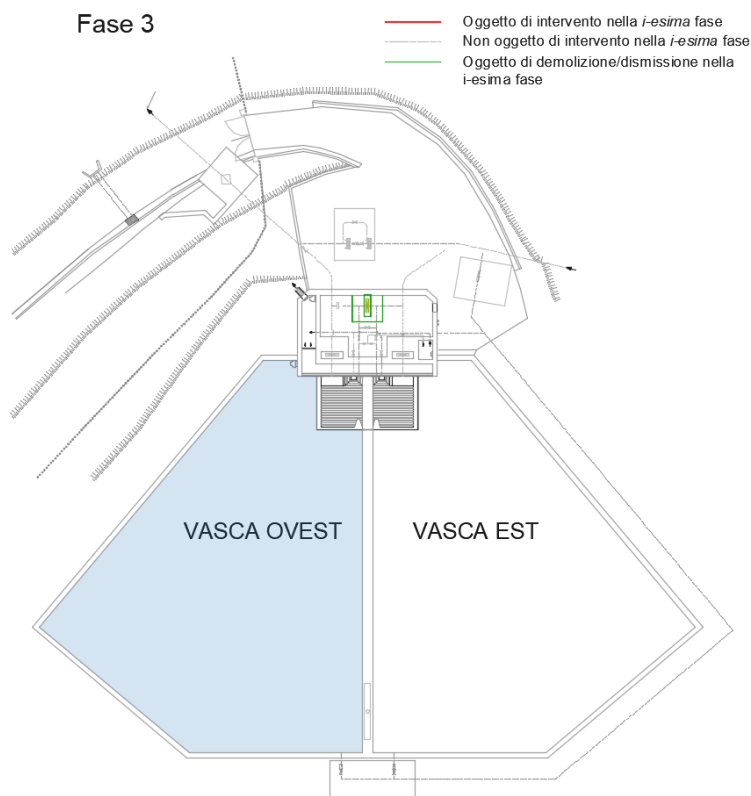 Fase 3
Oggetto di intervento nella i-esima fase
Non oggetto di intervento nella i-esima fase
Oggetto di demolizione/dismissione nella
i-esima fase
VASCA OVEST
VASCA EST